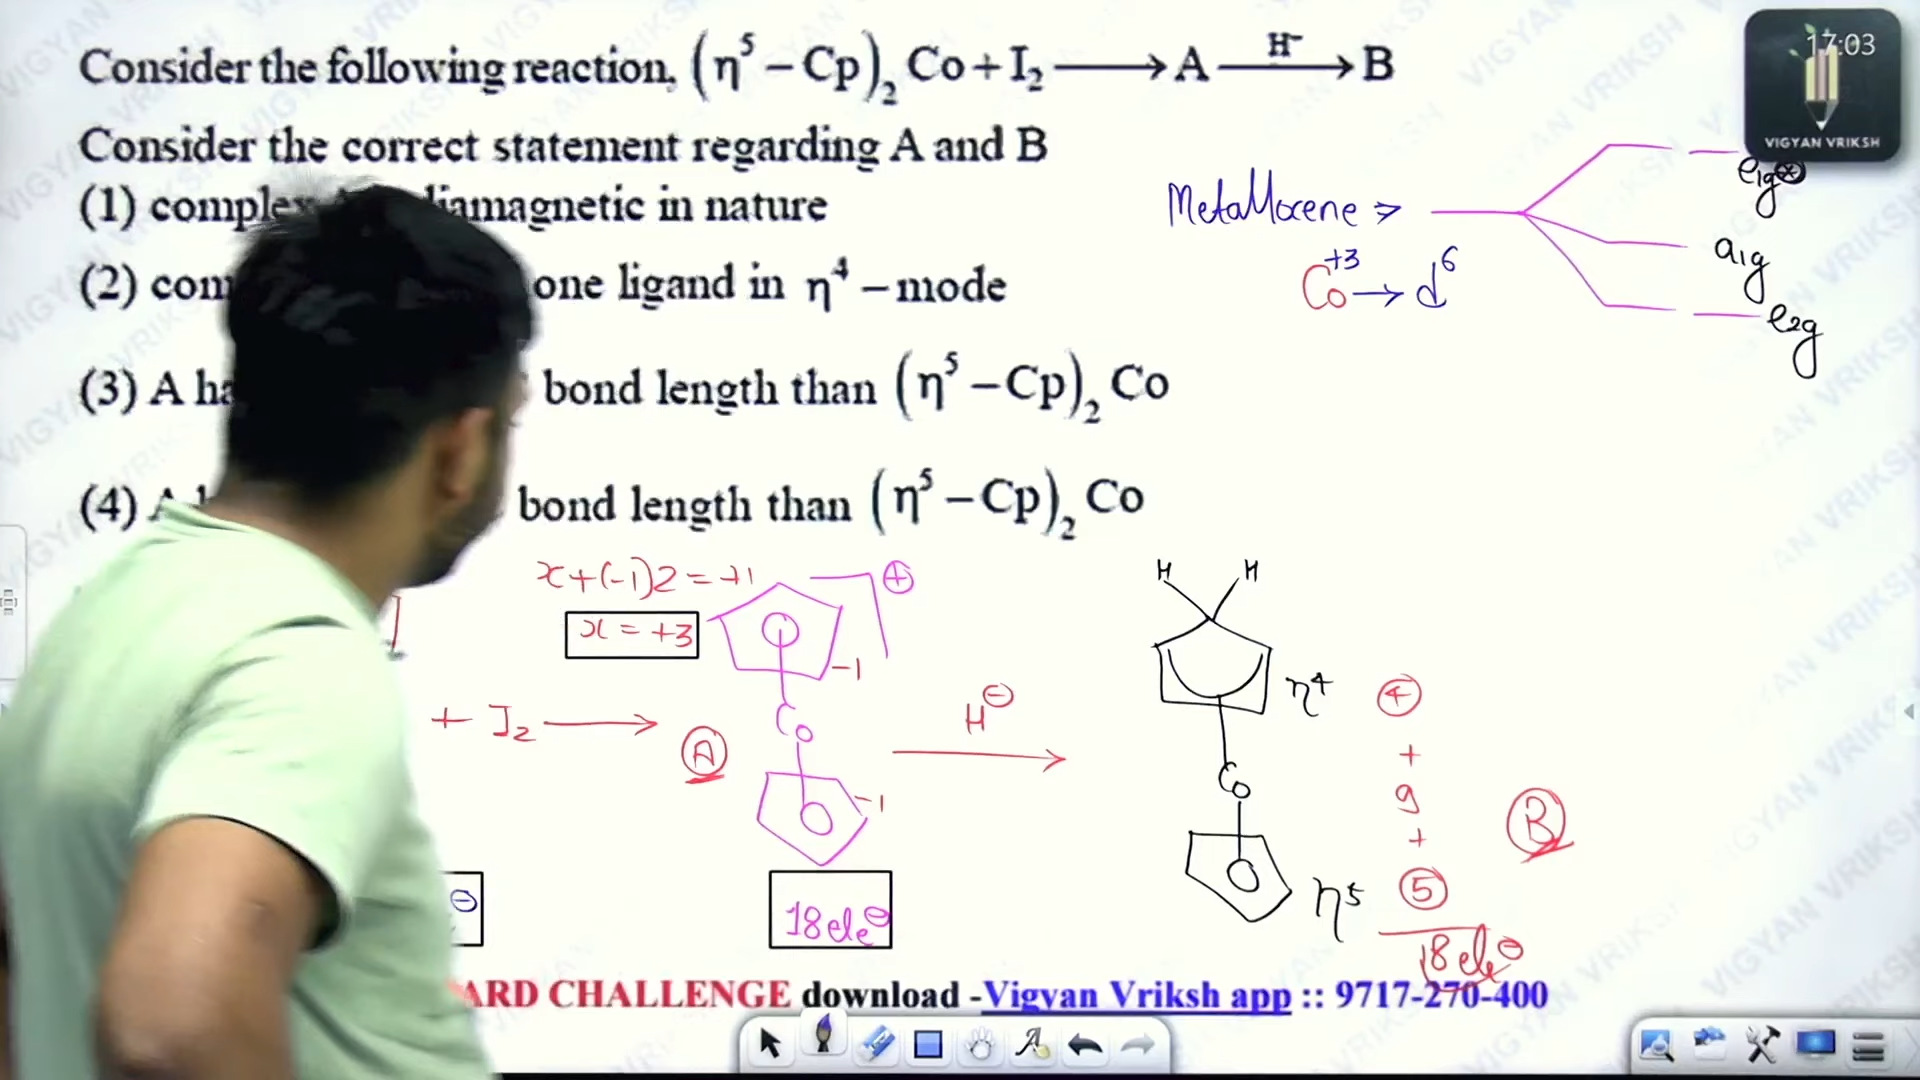 17:03
VIGYAN VRIKSH
Consider the following reaction, (η⁵ – Cp)₂ Co + I₂ ⟶ A —H⁻→ B
Consider the correct statement regarding A and B
(1) complex diamagnetic in nature
(2) one ligand in η⁴ – mode
(3) A bond length than (η⁵ – Cp)₂ Co
(4) bond length than (η⁵ – Cp)₂ Co
Metallocene ⇒
e1g*
a1g
e2g
Co⁺³ → d⁶
x+(-1)2 = +1
x = +3
⊕
-1
Co
-1
+ I₂ ⟶
A
18 ele⊖
H⊖
H H
η⁴
Co
η⁵
4
+
9
+
5
18 ele⊖
B
⊖
ARD CHALLENGE download -Vigyan Vriksh app :: 9717-270-400